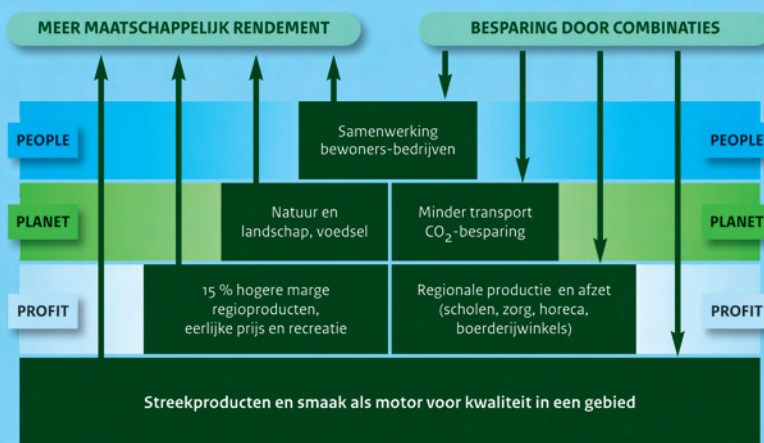 MEER MAATSCHAPPELIJK RENDEMENT
BESPARING DOOR COMBINATIES
PEOPLE
Samenwerking
bewoners-bedrijven
PEOPLE
PLANET
Natuur en
landschap, voedsel
Minder transport
CO₂-besparing
PLANET
PROFIT
15 % hogere marge
regioproducten,
eerlijke prijs en recreatie
Regionale productie en afzet
(scholen, zorg, horeca,
boerderijwinkels)
PROFIT
Streekproducten en smaak als motor voor kwaliteit in een gebied